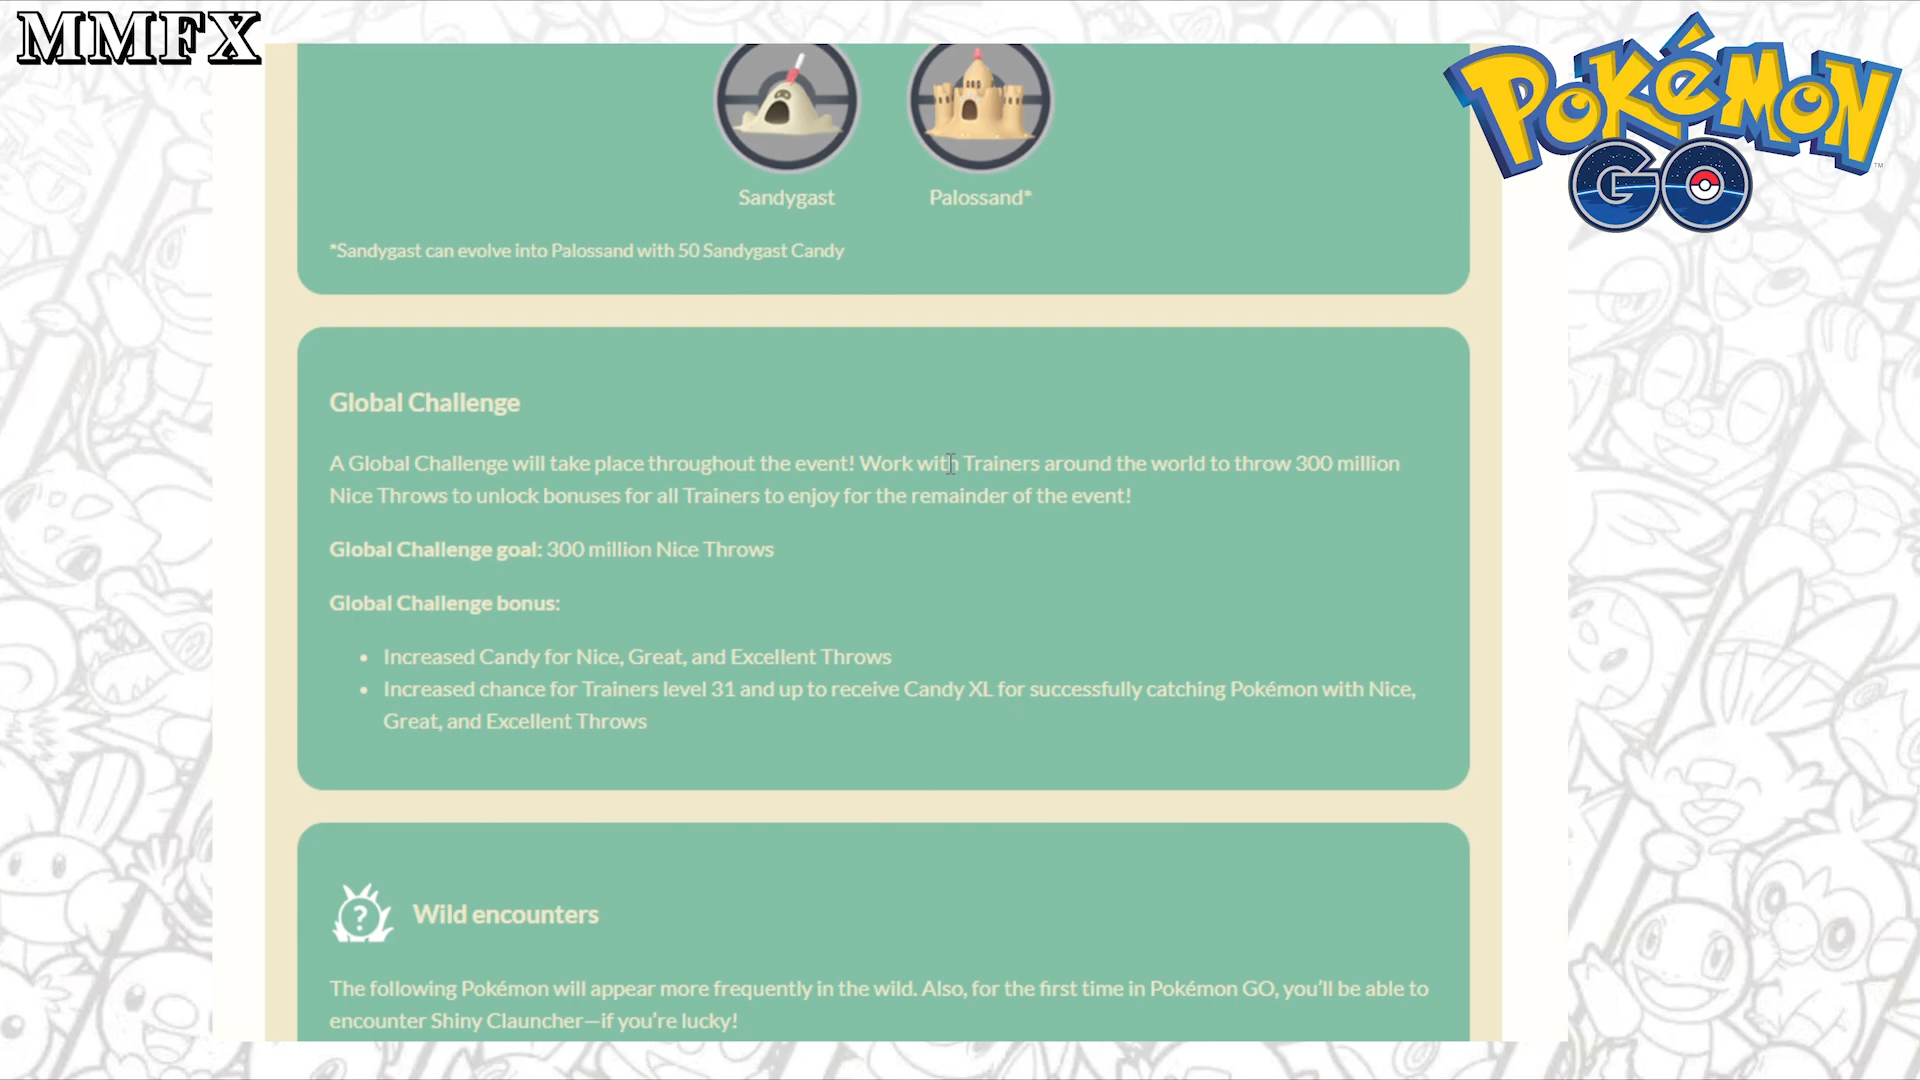 MMFX
POKéMON
GO
TM
Sandygast
Palossand*
*Sandygast can evolve into Palossand with 50 Sandygast Candy
Global Challenge
A Global Challenge will take place throughout the event! Work with Trainers around the world to throw 300 million
Nice Throws to unlock bonuses for all Trainers to enjoy for the remainder of the event!
Global Challenge goal: 300 million Nice Throws
Global Challenge bonus:
• Increased Candy for Nice, Great, and Excellent Throws
• Increased chance for Trainers level 31 and up to receive Candy XL for successfully catching Pokémon with Nice,
Great, and Excellent Throws
?
Wild encounters
The following Pokémon will appear more frequently in the wild. Also, for the first time in Pokémon GO, you’ll be able to
encounter Shiny Clauncher—if you’re lucky!